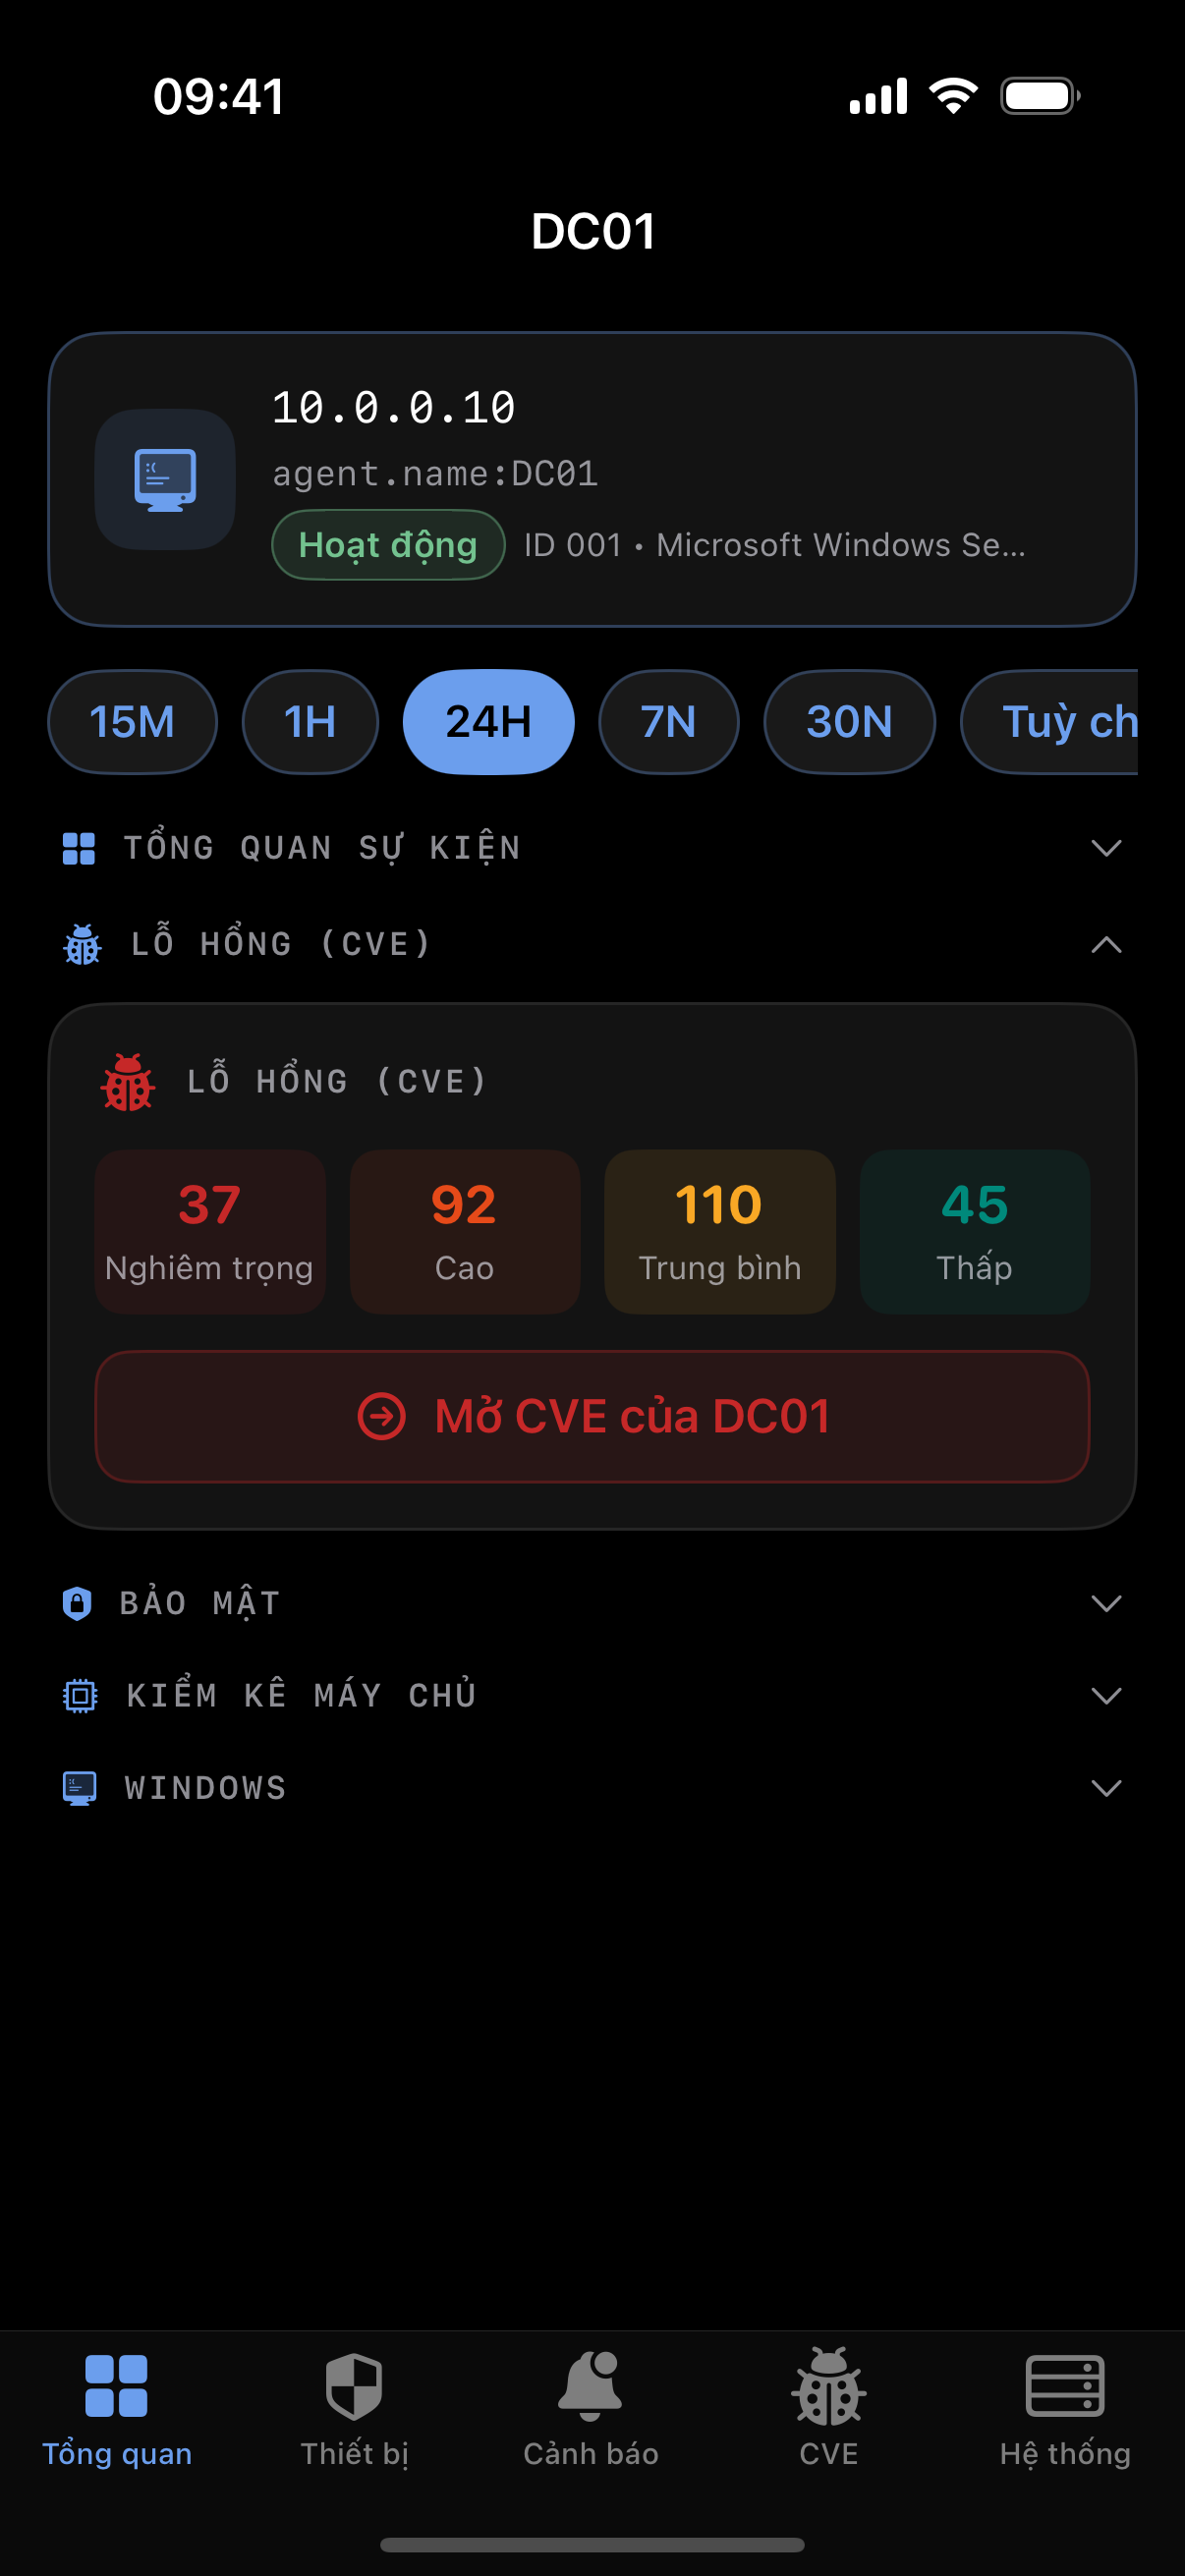 09:41
DC01
10.0.0.10
agent.name:DC01
Hoạt động ID 001 • Microsoft Windows Se...
15M 1H 24H 7N 30N Tuỳ ch
TỔNG QUAN SỰ KIỆN
LỖ HỔNG (CVE)
LỖ HỔNG (CVE)
37 92 110 45
Nghiêm trọng Cao Trung bình Thấp
Mở CVE của DC01
BẢO MẬT
KIỂM KÊ MÁY CHỦ
WINDOWS
Tổng quan Thiết bị Cảnh báo CVE Hệ thống